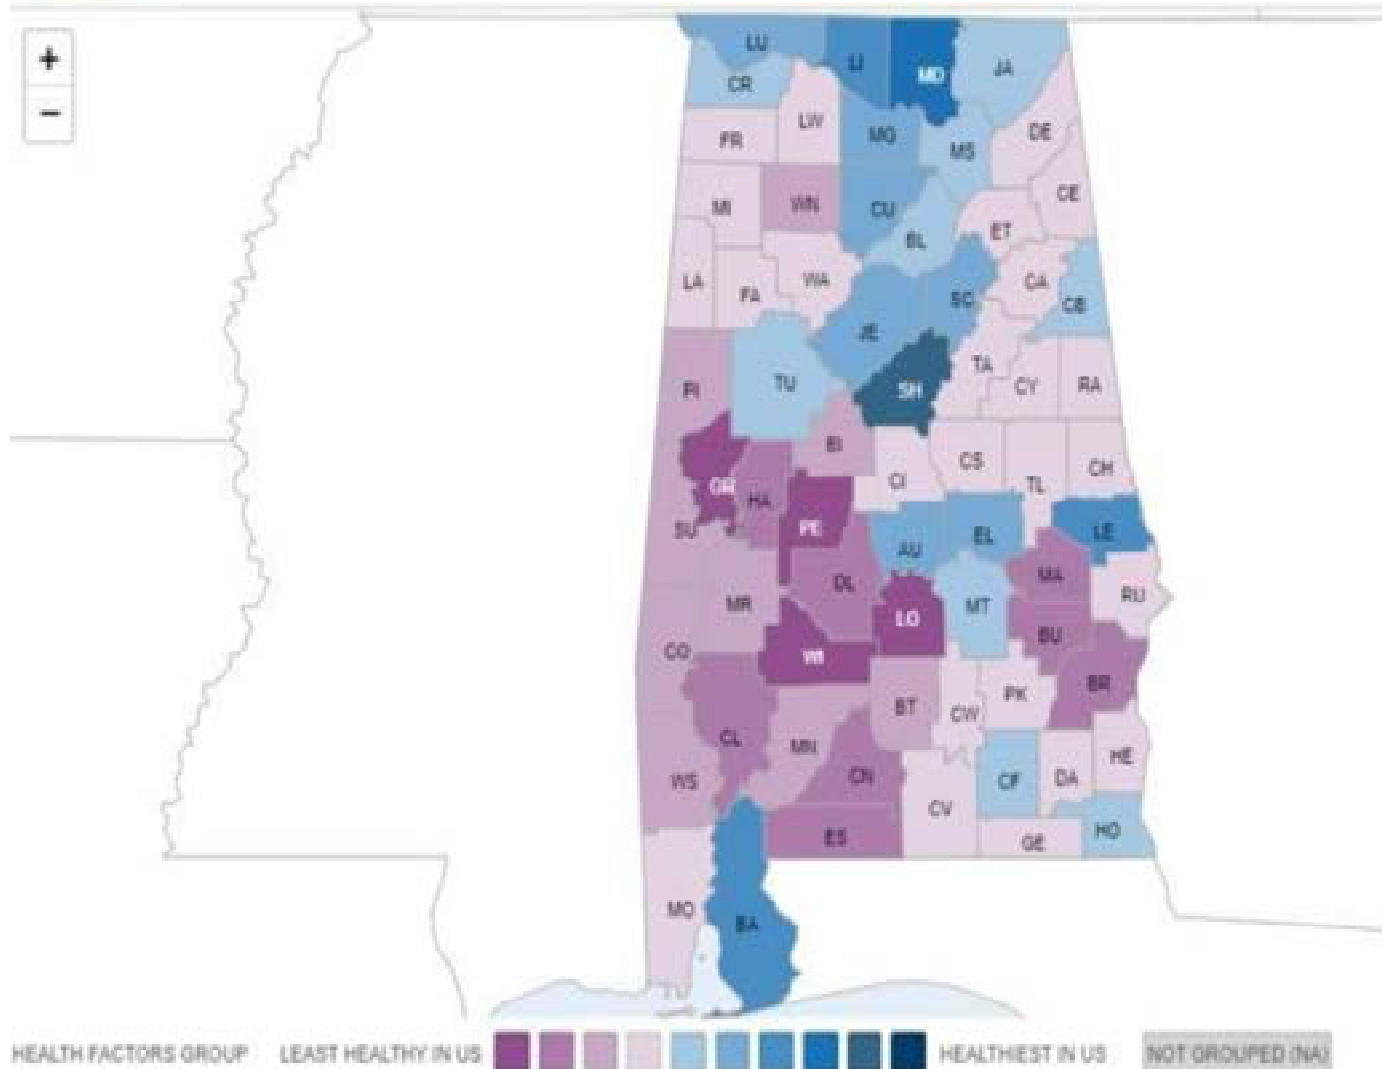 +
−
LU
LI
MD
JA
CR
LW
FR
MG
MS
DE
MI
WN
CU
CE
BL
ET
LA
FA
WA
SC
CA
CB
JE
TU
PI
SH
TA
CY
RA
BI
CI
CS
TL
CH
GR
HA
SU
PE
AU
EL
LE
DL
MR
LO
MT
MA
RU
BU
CO
WI
BT
CW
PK
BR
CL
MN
WS
CN
CV
CF
DA
HE
ES
GE
HO
MO
BA
HEALTH FACTORS GROUP LEAST HEALTHY IN US HEALTHIEST IN US NOT GROUPED (NA)